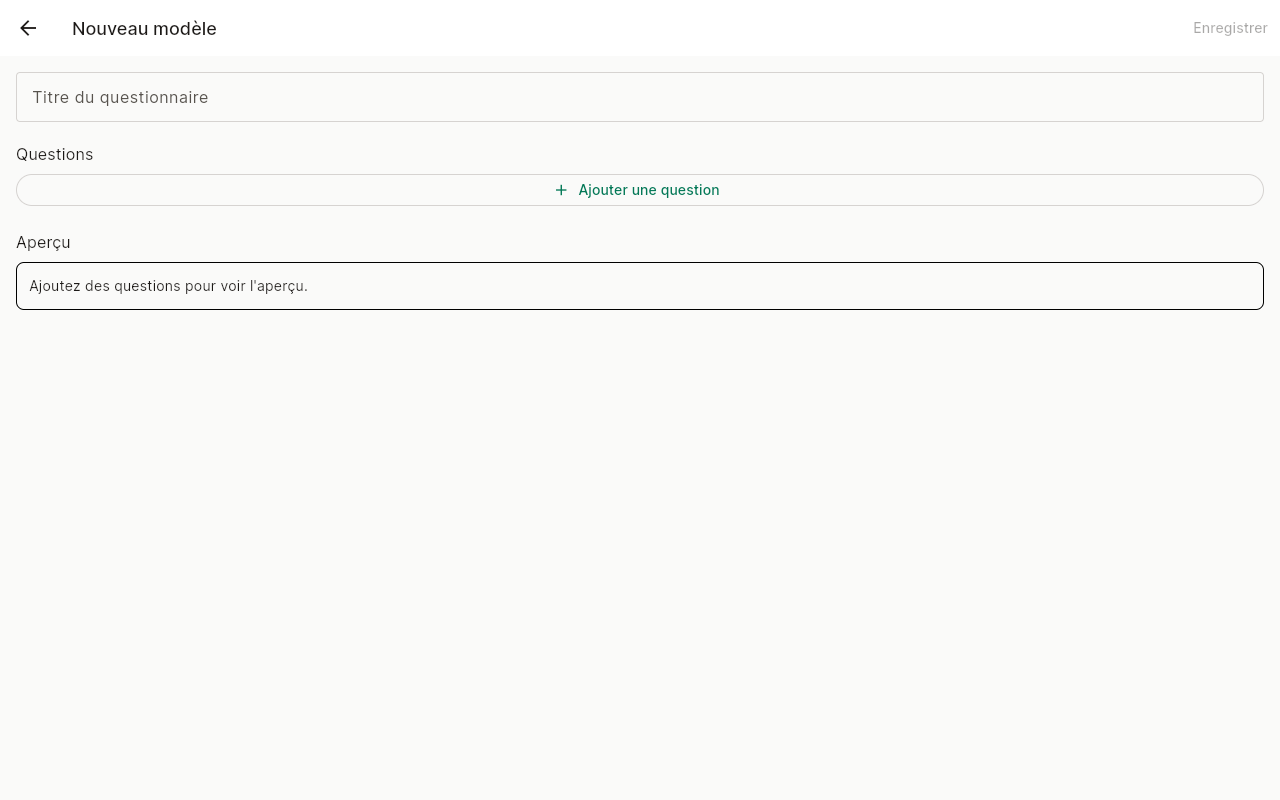 Nouveau modèle
Enregistrer
Titre du questionnaire
Questions
Ajouter une question
Aperçu
Ajoutez des questions pour voir l'aperçu.